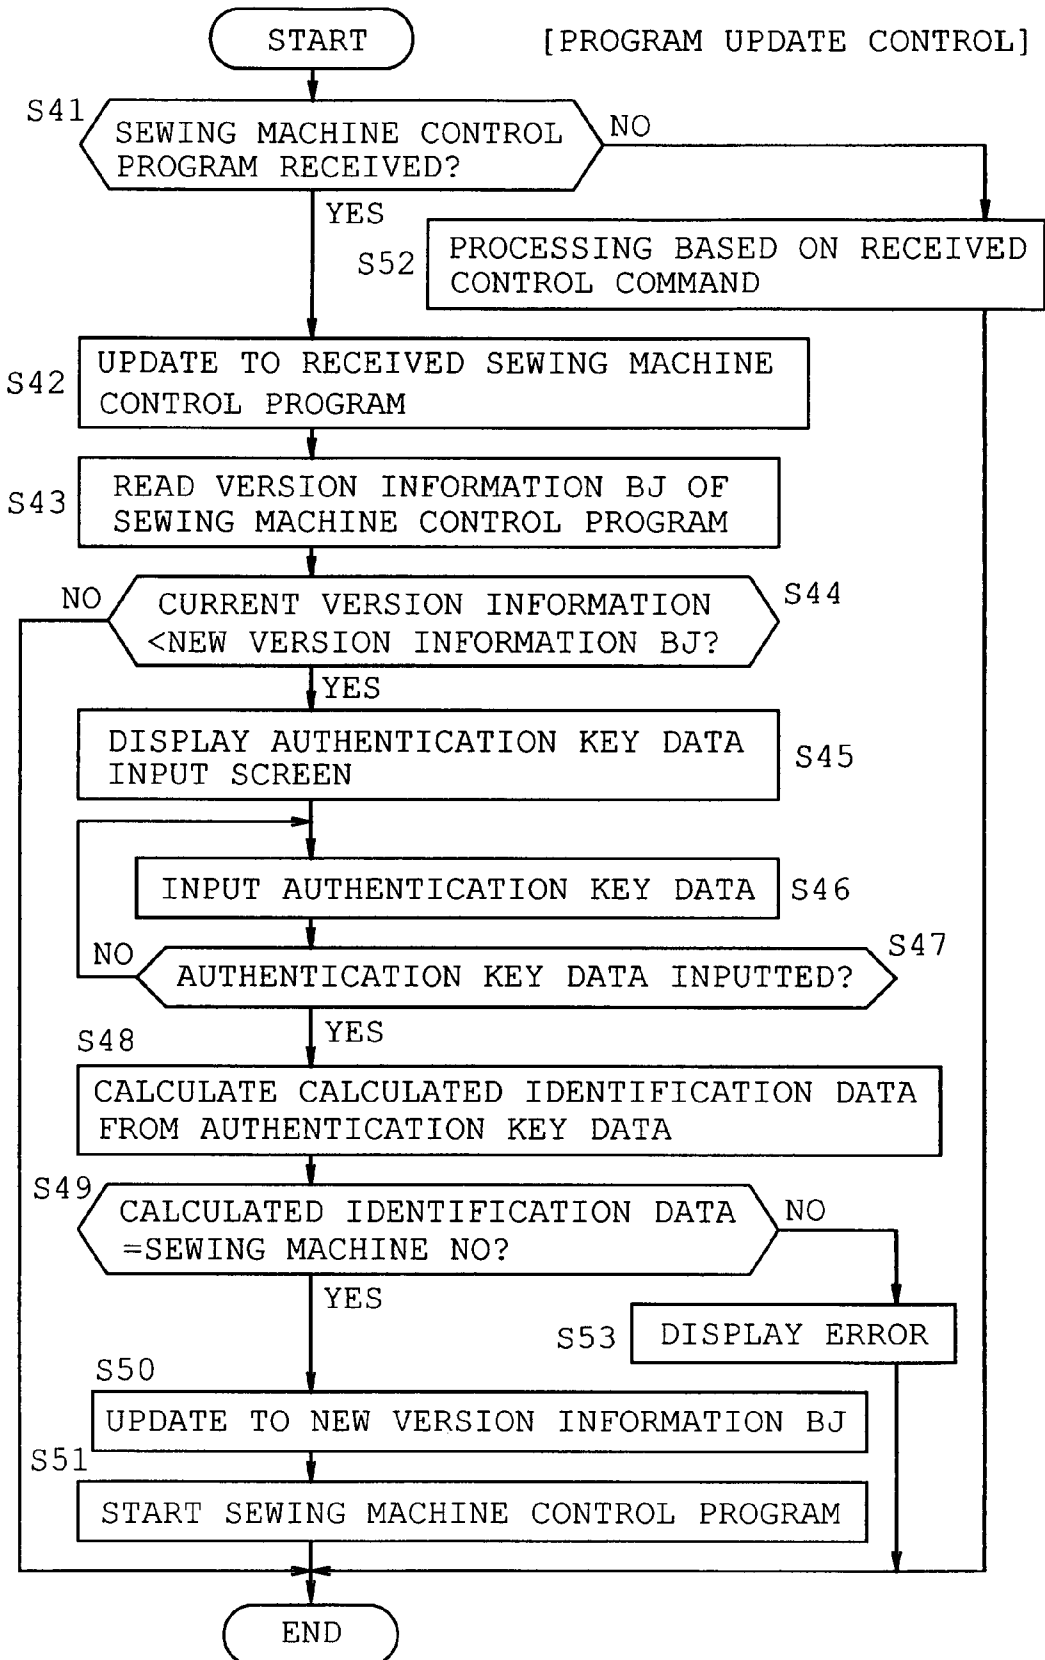 START
[PROGRAM UPDATE CONTROL]
S41
SEWING MACHINE CONTROL
PROGRAM RECEIVED?
NO
YES
S52
PROCESSING BASED ON RECEIVED
CONTROL COMMAND
S42
UPDATE TO RECEIVED SEWING MACHINE
CONTROL PROGRAM
S43
READ VERSION INFORMATION BJ OF
SEWING MACHINE CONTROL PROGRAM
NO
CURRENT VERSION INFORMATION
<NEW VERSION INFORMATION BJ?
S44
YES
DISPLAY AUTHENTICATION KEY DATA
INPUT SCREEN
S45
INPUT AUTHENTICATION KEY DATA
S46
NO
AUTHENTICATION KEY DATA INPUTTED?
S47
YES
S48
CALCULATE CALCULATED IDENTIFICATION DATA
FROM AUTHENTICATION KEY DATA
S49
CALCULATED IDENTIFICATION DATA
=SEWING MACHINE NO?
NO
YES
S53
DISPLAY ERROR
S50
UPDATE TO NEW VERSION INFORMATION BJ
S51
START SEWING MACHINE CONTROL PROGRAM
END